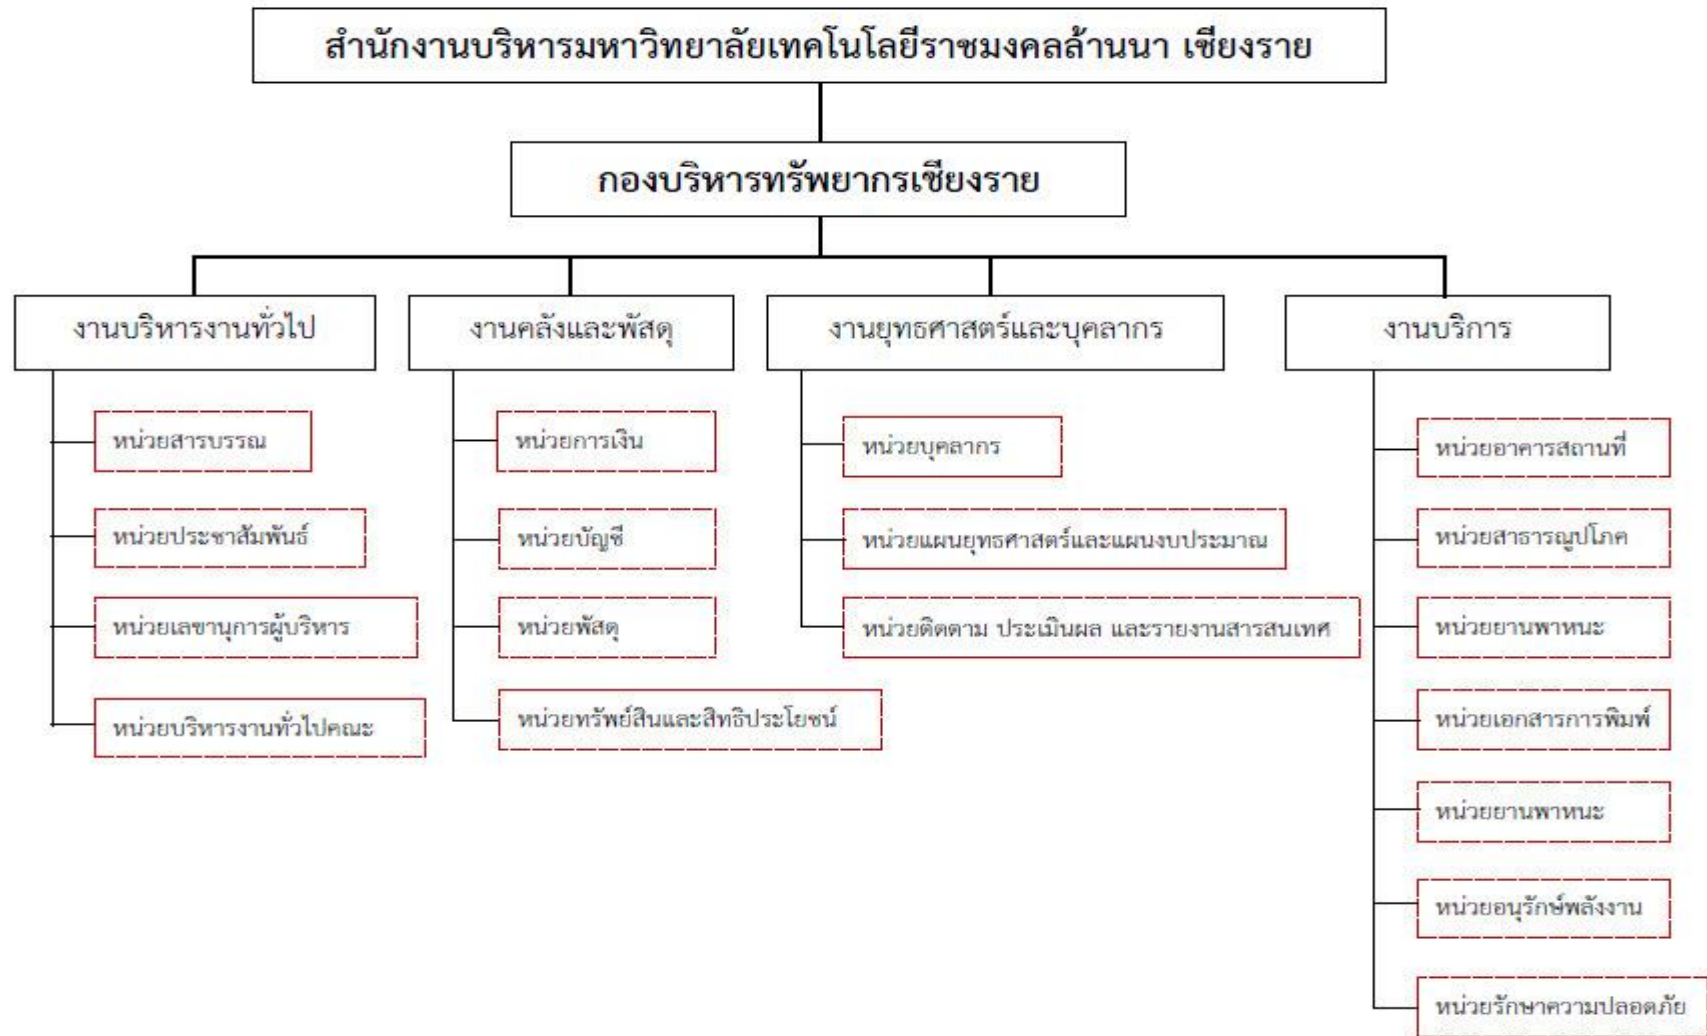 สำนักงานบริหารมหาวิทยาลัยเทคโนโลยีราชมงคลล้านนา เชียงราย
กองบริหารทรัพยากรเชียงราย
งานบริหารงานทั่วไป
หน่วยสารบรรณ
หน่วยประชาสัมพันธ์
หน่วยเลขานุการผู้บริหาร
หน่วยบริหารงานทั่วไปคณะ
งานคลังและพัสดุ
หน่วยการเงิน
หน่วยบัญชี
หน่วยพัสดุ
หน่วยทรัพย์สินและสิทธิประโยชน์
งานยุทธศาสตร์และบุคลากร
หน่วยบุคลากร
หน่วยแผนยุทธศาสตร์และแผนงบประมาณ
หน่วยติดตาม ประเมินผล และรายงานสารสนเทศ
งานบริการ
หน่วยอาคารสถานที่
หน่วยสาธารณูปโภค
หน่วยยานพาหนะ
หน่วยเอกสารการพิมพ์
หน่วยยานพาหนะ
หน่วยอนุรักษ์พลังงาน
หน่วยรักษาความปลอดภัย